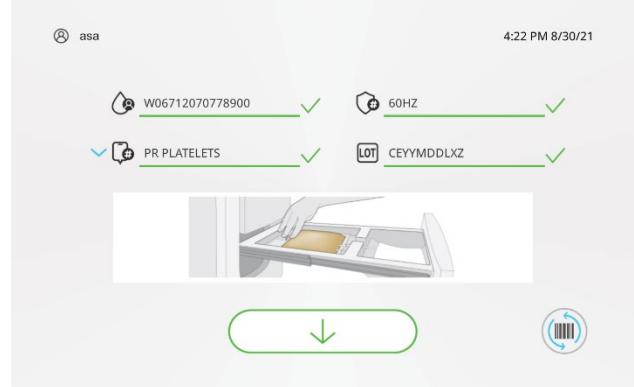 asa
4:22 PM 8/30/21
W06712070778900
60HZ
PR PLATELETS
LOT
CEYYMDDLXZ